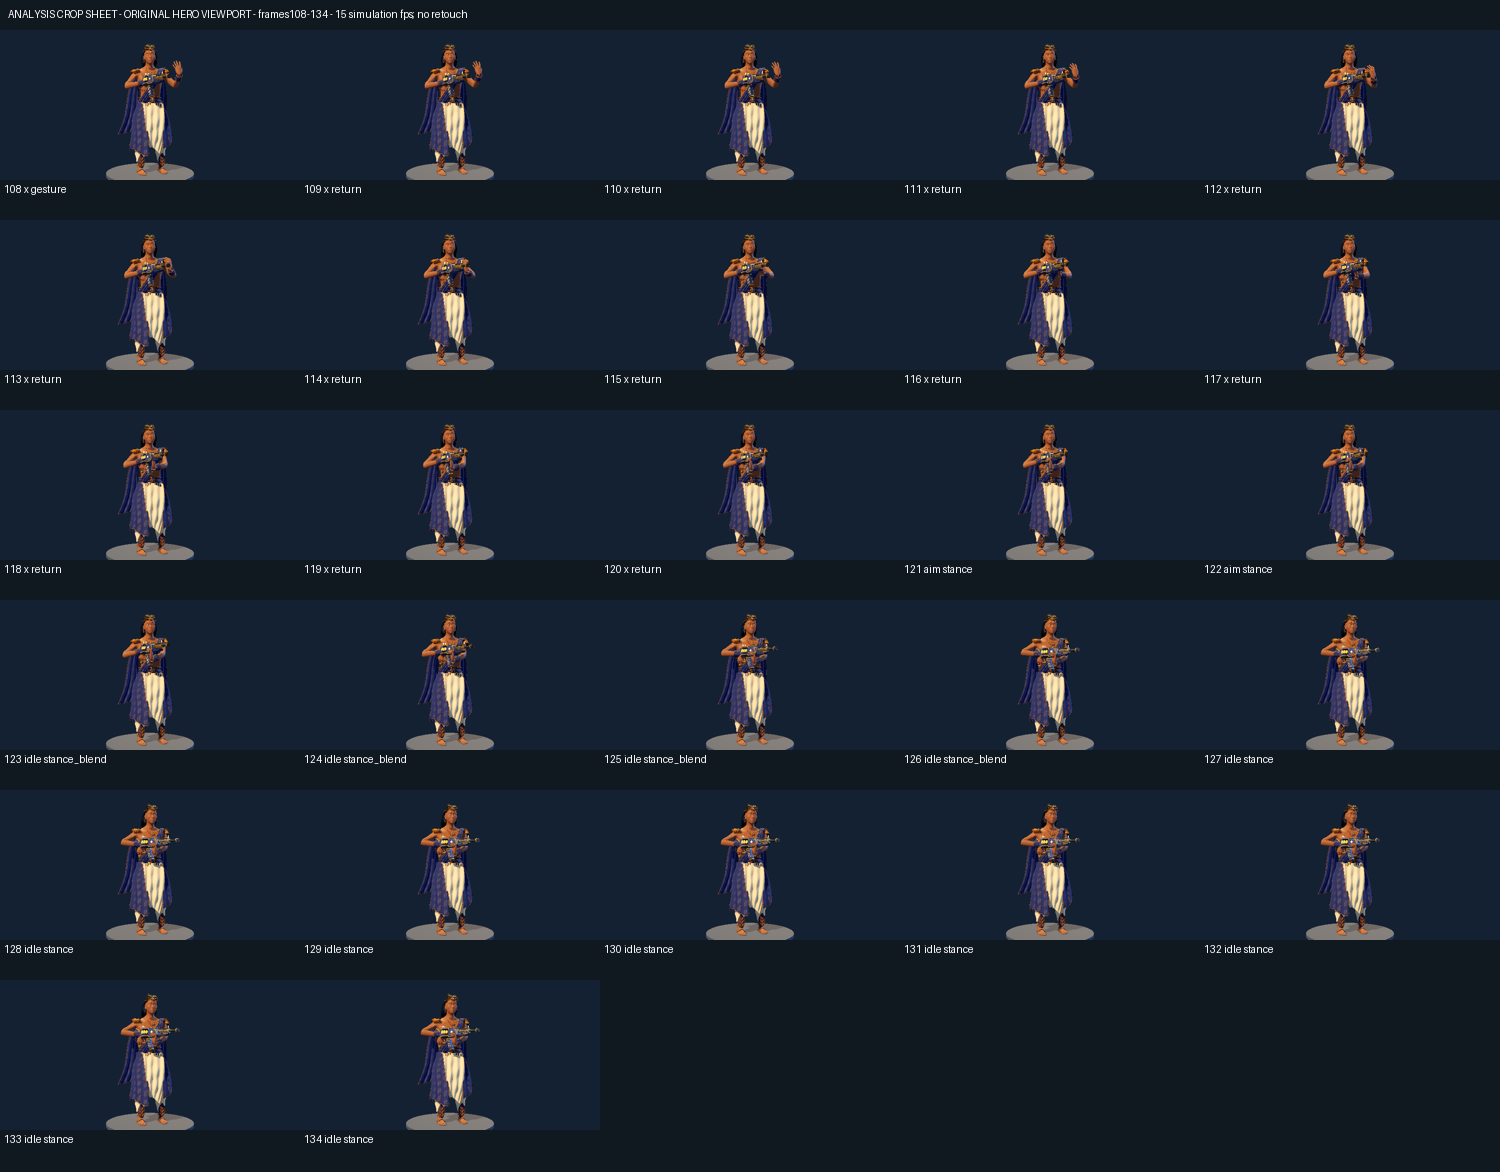 ANALYSIS CROP SHEET - ORIGINAL HERO VIEWPORT - frames108-134 - 15 simulation fps; no retouch
108 x gesture
109 x return
110 x return
111 x return
112 x return
113 x return
114 x return
115 x return
116 x return
117 x return
118 x return
119 x return
120 x return
121 aim stance
122 aim stance
123 idle stance_blend
124 idle stance_blend
125 idle stance_blend
126 idle stance_blend
127 idle stance
128 idle stance
129 idle stance
130 idle stance
131 idle stance
132 idle stance
133 idle stance
134 idle stance